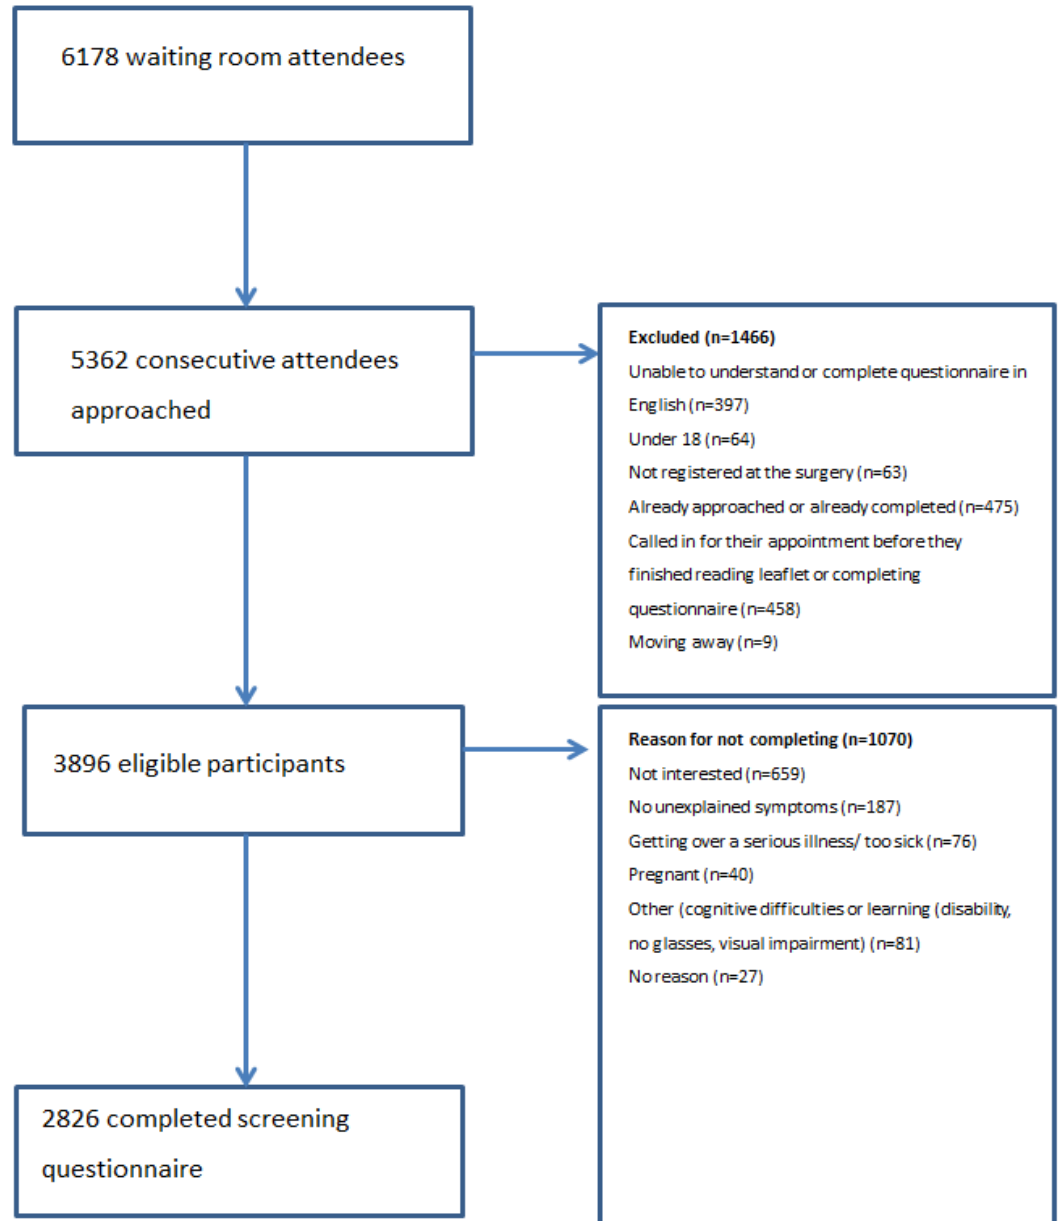 6178 waiting room attendees
5362 consecutive attendees
approached
Excluded (n=1466)
Unable to understand or complete questionnaire in
English (n=397)
Under 18 (n=64)
Not registered at the surgery (n=63)
Already approached or already completed (n=475)
Called in for their appointment before they
finished reading leaflet or completing
questionnaire (n=458)
Moving away (n=9)
3896 eligible participants
Reason for not completing (n=1070)
Not interested (n=659)
No unexplained symptoms (n=187)
Getting over a serious illness/ too sick (n=76)
Pregnant (n=40)
Other (cognitive difficulties or learning (disability,
no glasses, visual impairment) (n=81)
No reason (n=27)
2826 completed screening
questionnaire